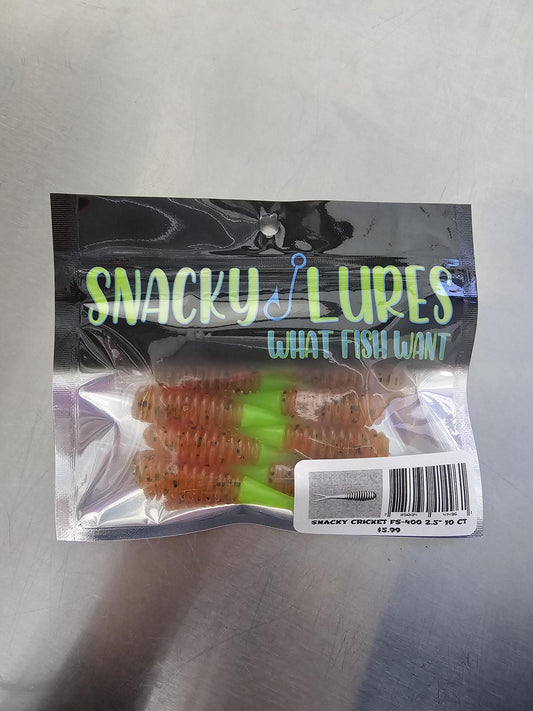 SNACKY LURES
WHAT FISH WANT
SNACKY CRICKET FS-400 2.5" 10 CT
$5.99